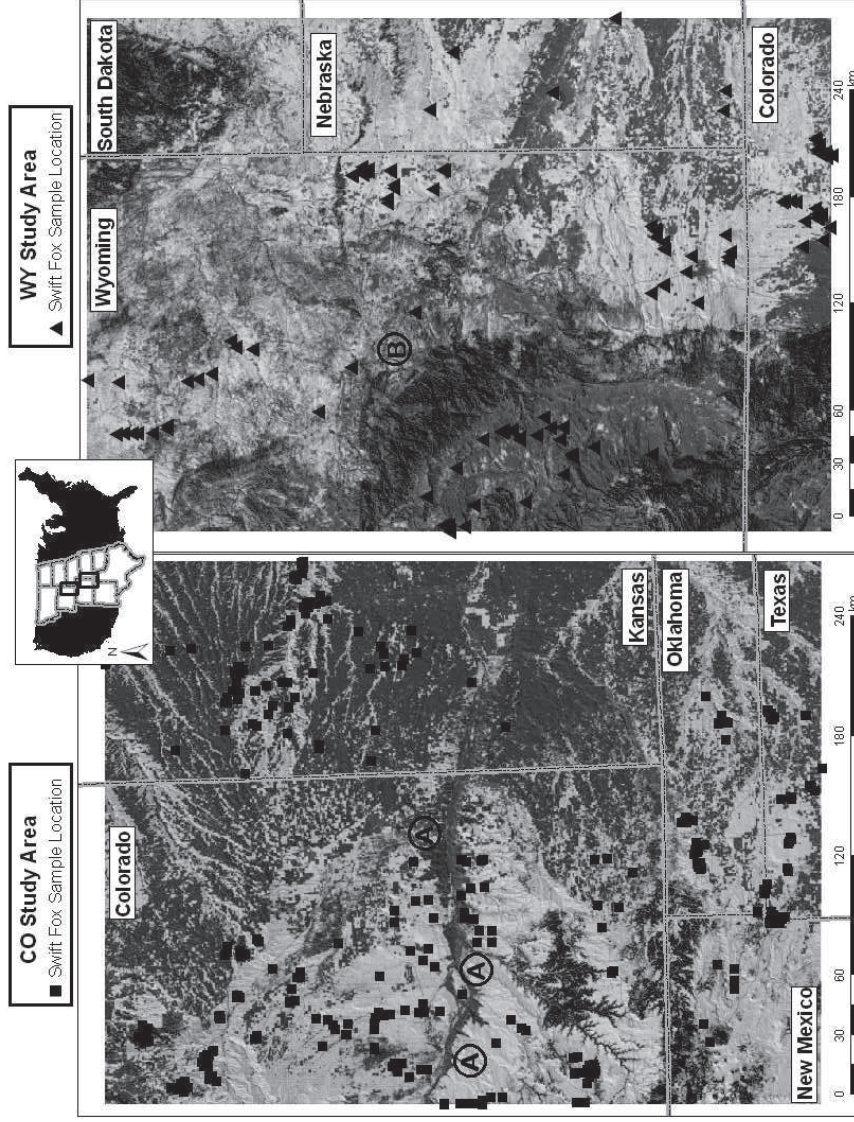 CO Study Area
■ Swift Fox Sample Location
Colorado
Kansas
Oklahoma
Texas
New Mexico
A
A
A
0 30 60 120 180 240
km
N
WY Study Area
▲ Swift Fox Sample Location
Wyoming
South Dakota
Nebraska
Colorado
B
0 30 60 120 180 240
km